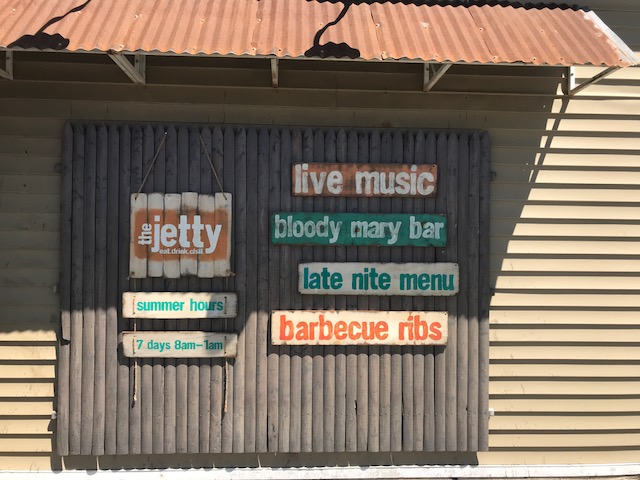 the jetty
eat.drink.chill
summer hours
7 days 8am-1am
live music
bloody mary bar
late nite menu
barbecue ribs